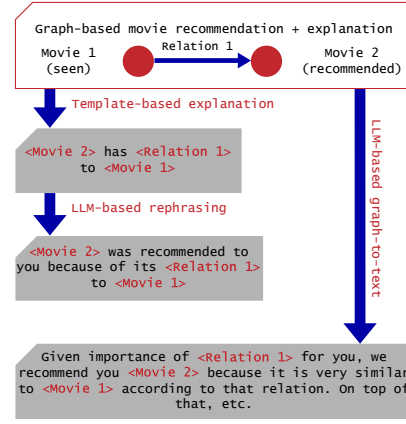 Graph-based movie recommendation + explanation
Movie 1
(seen)
Relation 1
Movie 2
(recommended)
Template-based explanation
<Movie 2> has <Relation 1>
to <Movie 1>
LLM-based rephrasing
<Movie 2> was recommended to
you because of its <Relation 1>
to <Movie 1>
LLM-based graph-to-text
Given importance of <Relation 1> for you, we
recommend you <Movie 2> because it is very similar
to <Movie 1> according to that relation. On top of
that, etc.